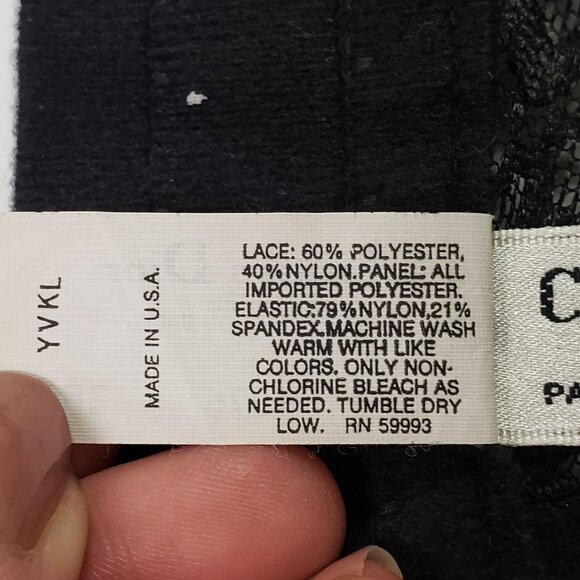 YVKL
MADE IN U.S.A.
LACE: 60% POLYESTER,
40% NYLON. PANEL: ALL
IMPORTED POLYESTER.
ELASTIC:79% NYLON,21%
SPANDEX.MACHINE WASH
WARM WITH LIKE
COLORS. ONLY NON-
CHLORINE BLEACH AS
NEEDED. TUMBLE DRY
LOW. RN 59993